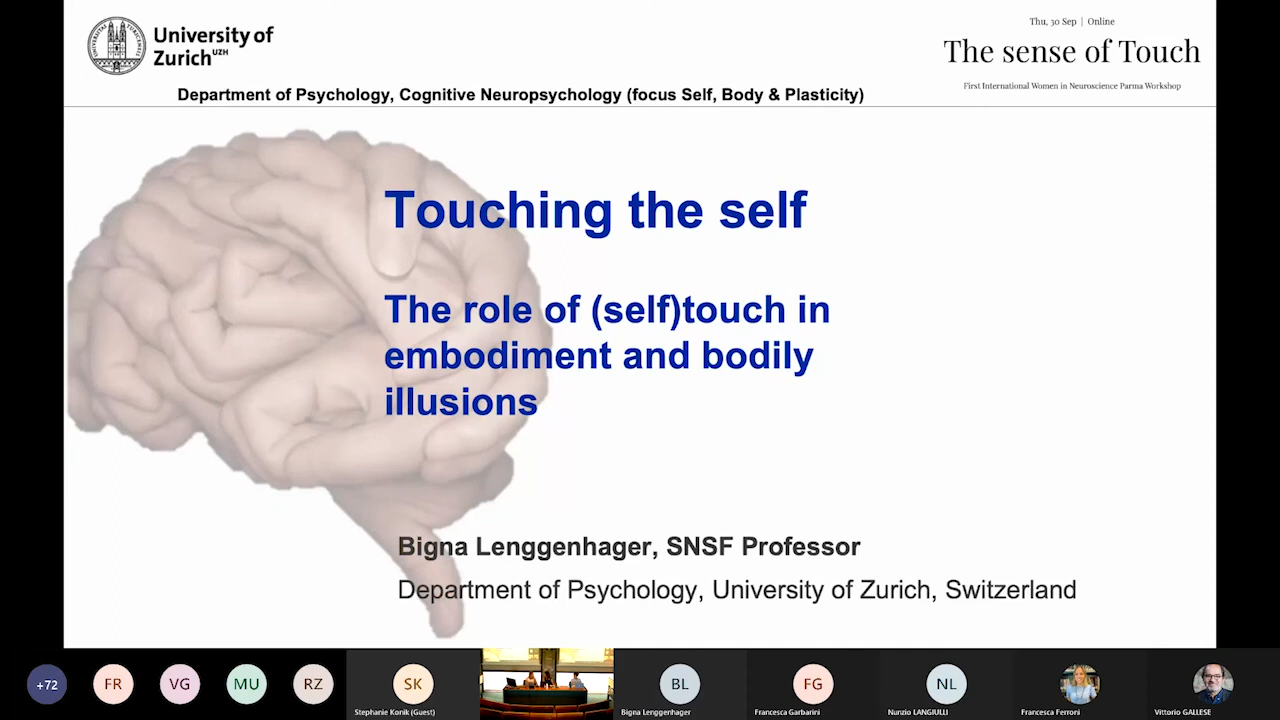 University of
Zurich UZH
Thu, 30 Sep | Online
The sense of Touch
First International Women in Neuroscience Parma Workshop
Department of Psychology, Cognitive Neuropsychology (focus Self, Body & Plasticity)
Touching the self
The role of (self)touch in
embodiment and bodily
illusions
Bigna Lenggenhager, SNSF Professor
Department of Psychology, University of Zurich, Switzerland
+72
FR
VG
MU
RZ
SK
BL
FG
NL
Stephanie Konik (Guest)
Bigna Lenggenhager
Francesca Garbarini
Nunzio LANGIULLI
Francesca Ferroni
Vittorio GALLESE